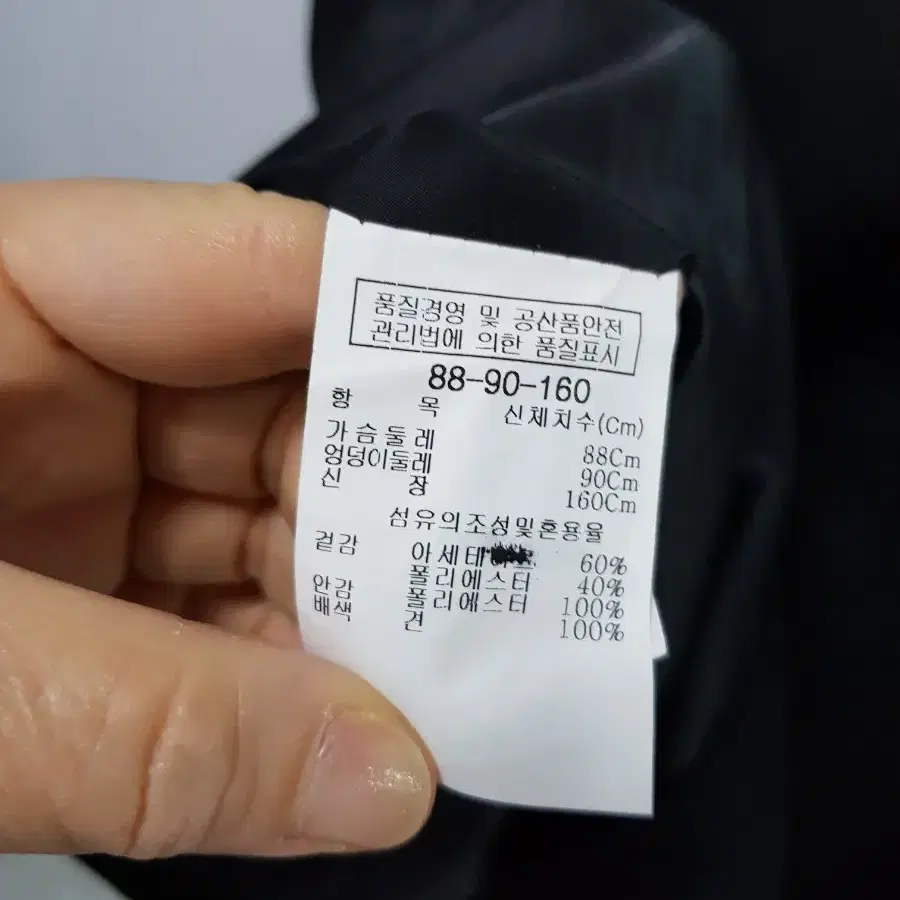 품질경영 및 공산품안전
관리법에 의한 품질표시
88-90-160
항 목 신체치수(Cm)
가슴둘레 88Cm
엉덩이둘레 90Cm
신 장 160Cm
섬유의조성및혼용율
겉감 60%
폴리에스터 40%
안감 폴리에스터 100%
배색 견 100%